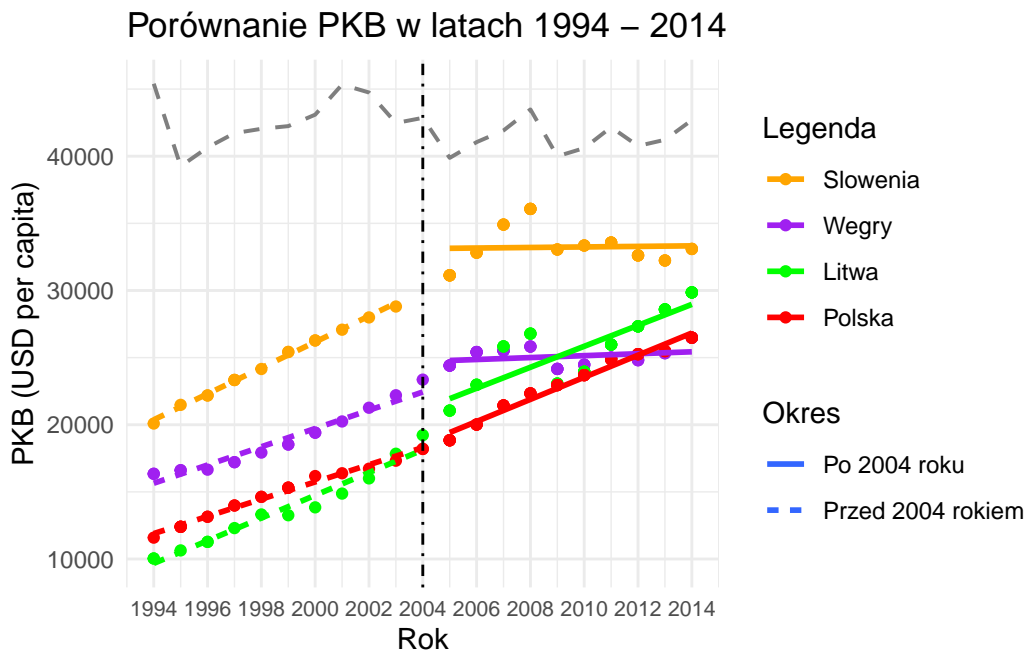 Porównanie PKB w latach 1994 – 2014
PKB (USD per capita)
40000
30000
20000
10000
1994 1996 1998 2000 2002 2004 2006 2008 2010 2012 2014
Rok
Legenda
Slowenia
Wegry
Litwa
Polska
Okres
Po 2004 roku
Przed 2004 rokiem